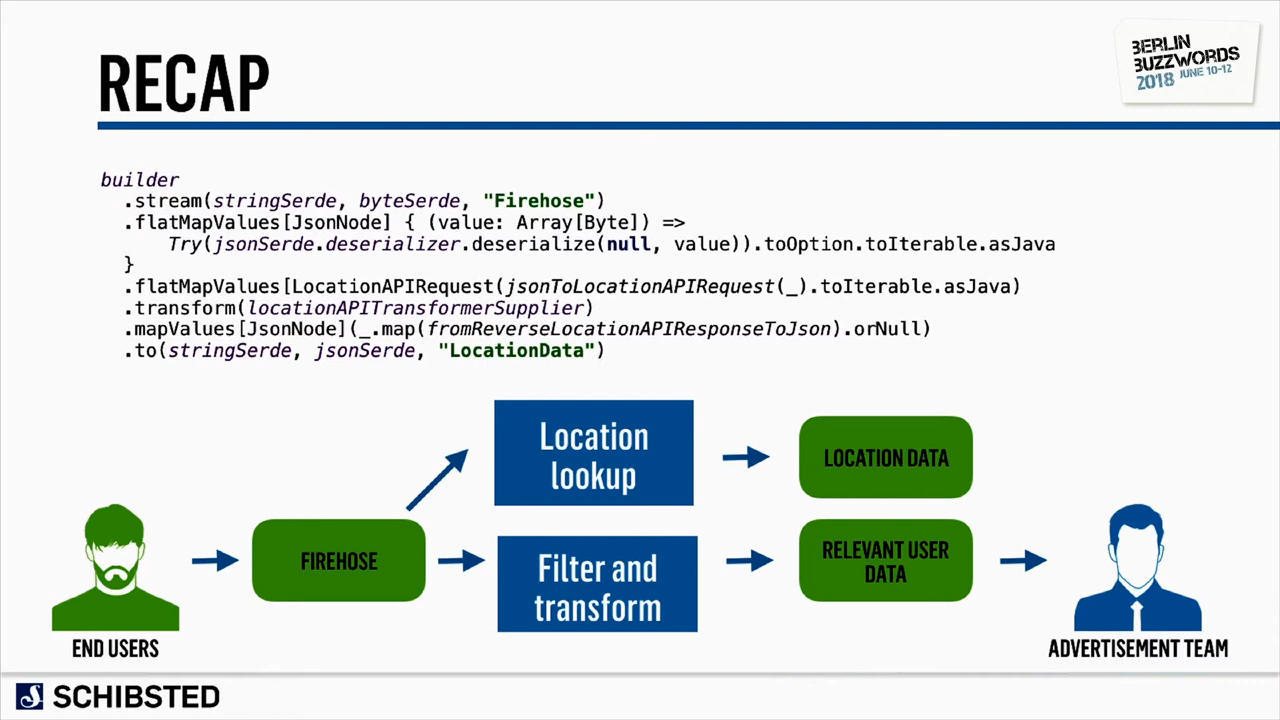 RECAP
BERLIN
BUZZWORDS
2018 JUNE 10-12
builder
.stream(stringSerde, byteSerde, "Firehose")
.flatMapValues[JsonNode] { (value: Array[Byte]) =>
Try(jsonSerde.deserializer.deserialize(null, value)).toOption.toIterable.asJava
}
.flatMapValues[LocationAPIRequest(jsonToLocationAPIRequest(_).toIterable.asJava)
.transform(locationAPITransformerSupplier)
.mapValues[JsonNode](_.map(fromReverseLocationAPIResponseToJson).orNull)
.to(stringSerde, jsonSerde, "LocationData")
Location
lookup
LOCATION DATA
FIREHOSE
Filter and
transform
RELEVANT USER
DATA
END USERS
ADVERTISEMENT TEAM
SCHIBSTED